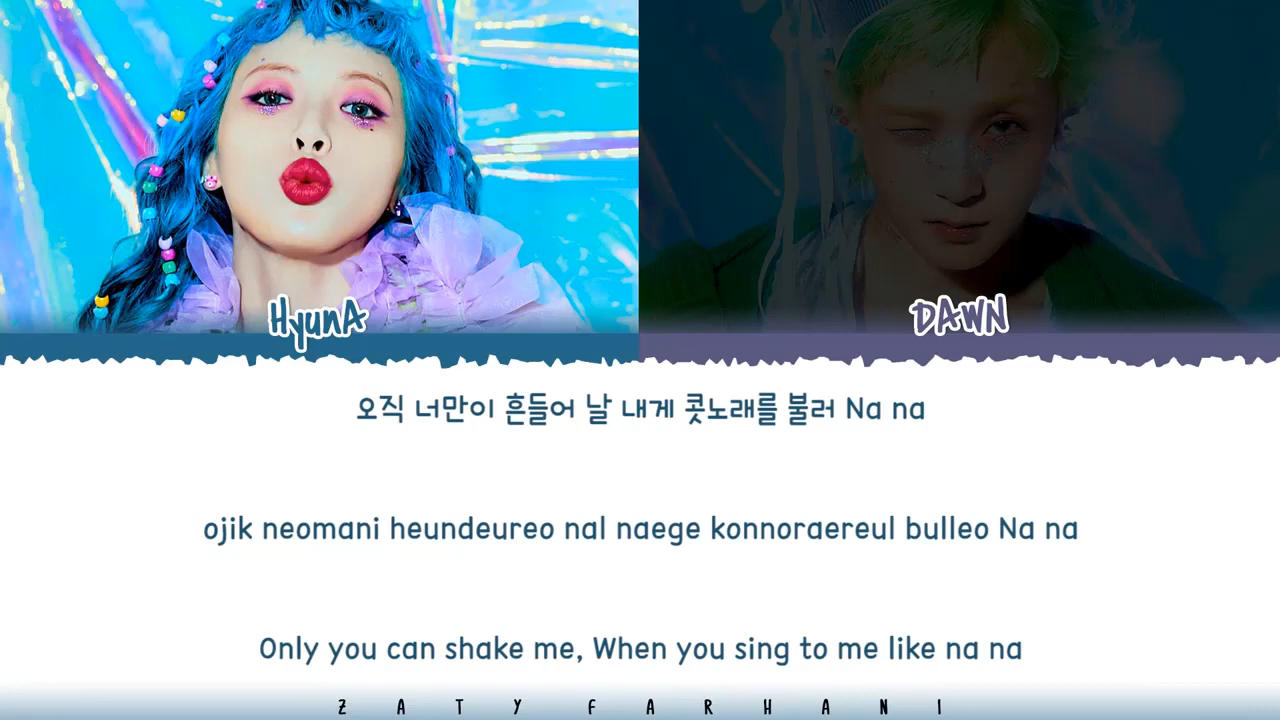 HyunA
DAWN
오직 너만이 흔들어 날 내게 콧노래를 불러 Na na
ojik neomani heundeureo nal naege konnoraereul bulleo Na na
Only you can shake me, When you sing to me like na na
ZATY FARHANI